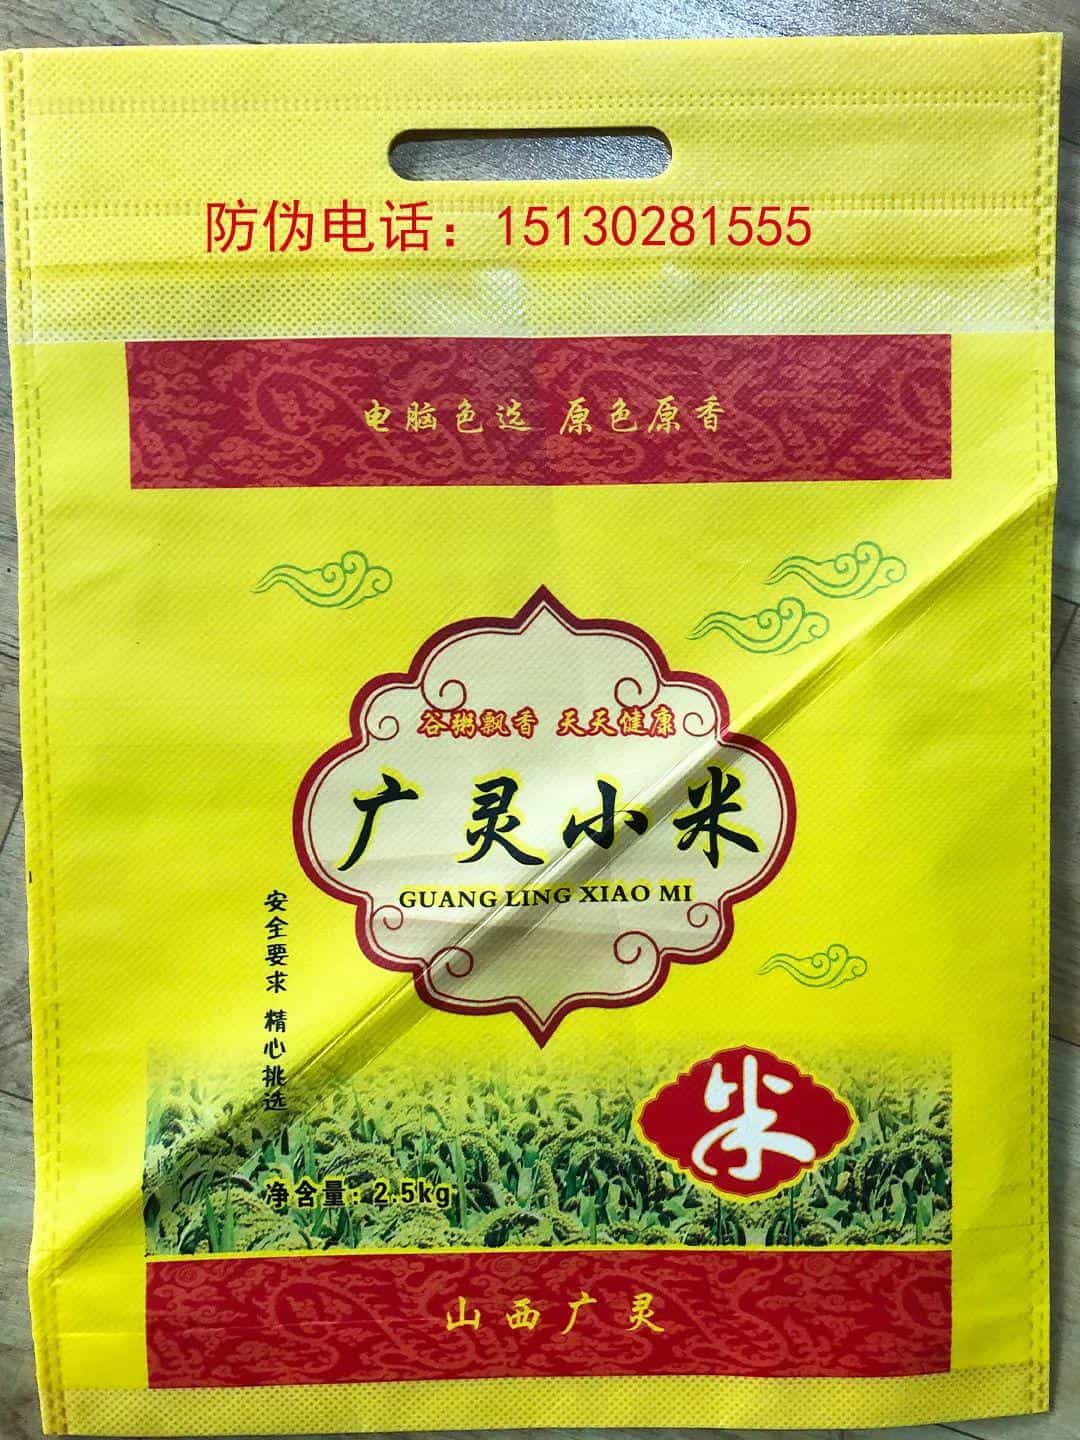 防伪电话：15130281555
电脑色选 原色原香
谷粥飘香 天天健康
广灵小米
GUANG LING XIAO MI
安全要求 精心挑选
米
净含量：2.5kg
山西广灵